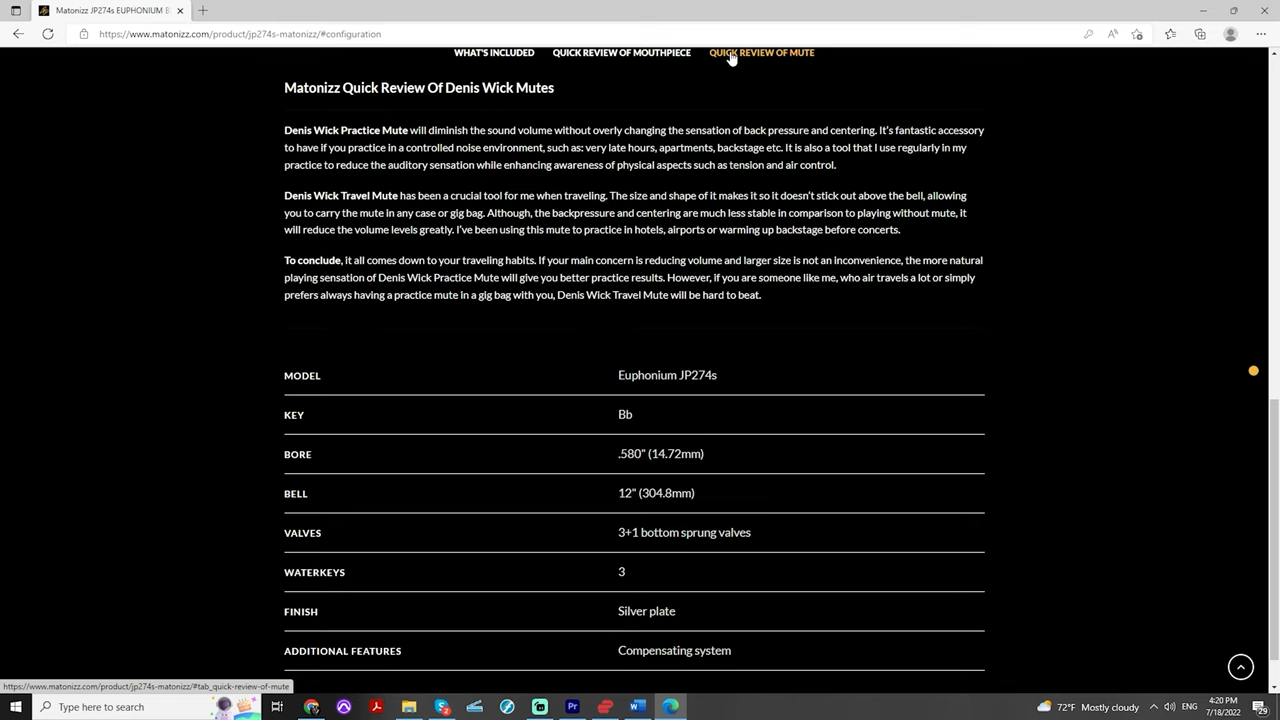 Matonizz JP274s EUPHONIUM B
https://www.matonizz.com/product/jp274s-matonizz/#configuration
WHAT'S INCLUDED QUICK REVIEW OF MOUTHPIECE QUICK REVIEW OF MUTE
Matonizz Quick Review Of Denis Wick Mutes
Denis Wick Practice Mute will diminish the sound volume without overly changing the sensation of back pressure and centering. It's fantastic accessory
to have if you practice in a controlled noise environment, such as: very late hours, apartments, backstage etc. It is also a tool that I use regularly in my
practice to reduce the auditory sensation while enhancing awareness of physical aspects such as tension and air control.
Denis Wick Travel Mute has been a crucial tool for me when traveling. The size and shape of it makes it so it doesn't stick out above the bell, allowing
you to carry the mute in any case or gig bag. Although, the backpressure and centering are much less stable in comparison to playing without mute, it
will reduce the volume levels greatly. I've been using this mute to practice in hotels, airports or warming up backstage before concerts.
To conclude, it all comes down to your traveling habits. If your main concern is reducing volume and larger size is not an inconvenience, the more natural
playing sensation of Denis Wick Practice Mute will give you better practice results. However, if you are someone like me, who air travels a lot or simply
prefers always having a practice mute in a gig bag with you, Denis Wick Travel Mute will be hard to beat.
MODEL Euphonium JP274s
KEY Bb
BORE .580" (14.72mm)
BELL 12" (304.8mm)
VALVES 3+1 bottom sprung valves
WATERKEYS 3
FINISH Silver plate
ADDITIONAL FEATURES Compensating system
https://www.matonizz.com/product/jp274s-matonizz/#tab_quick-review-of-mute
Type here to search
72°F Mostly cloudy
ENG
4:20 PM
7/18/2022
29